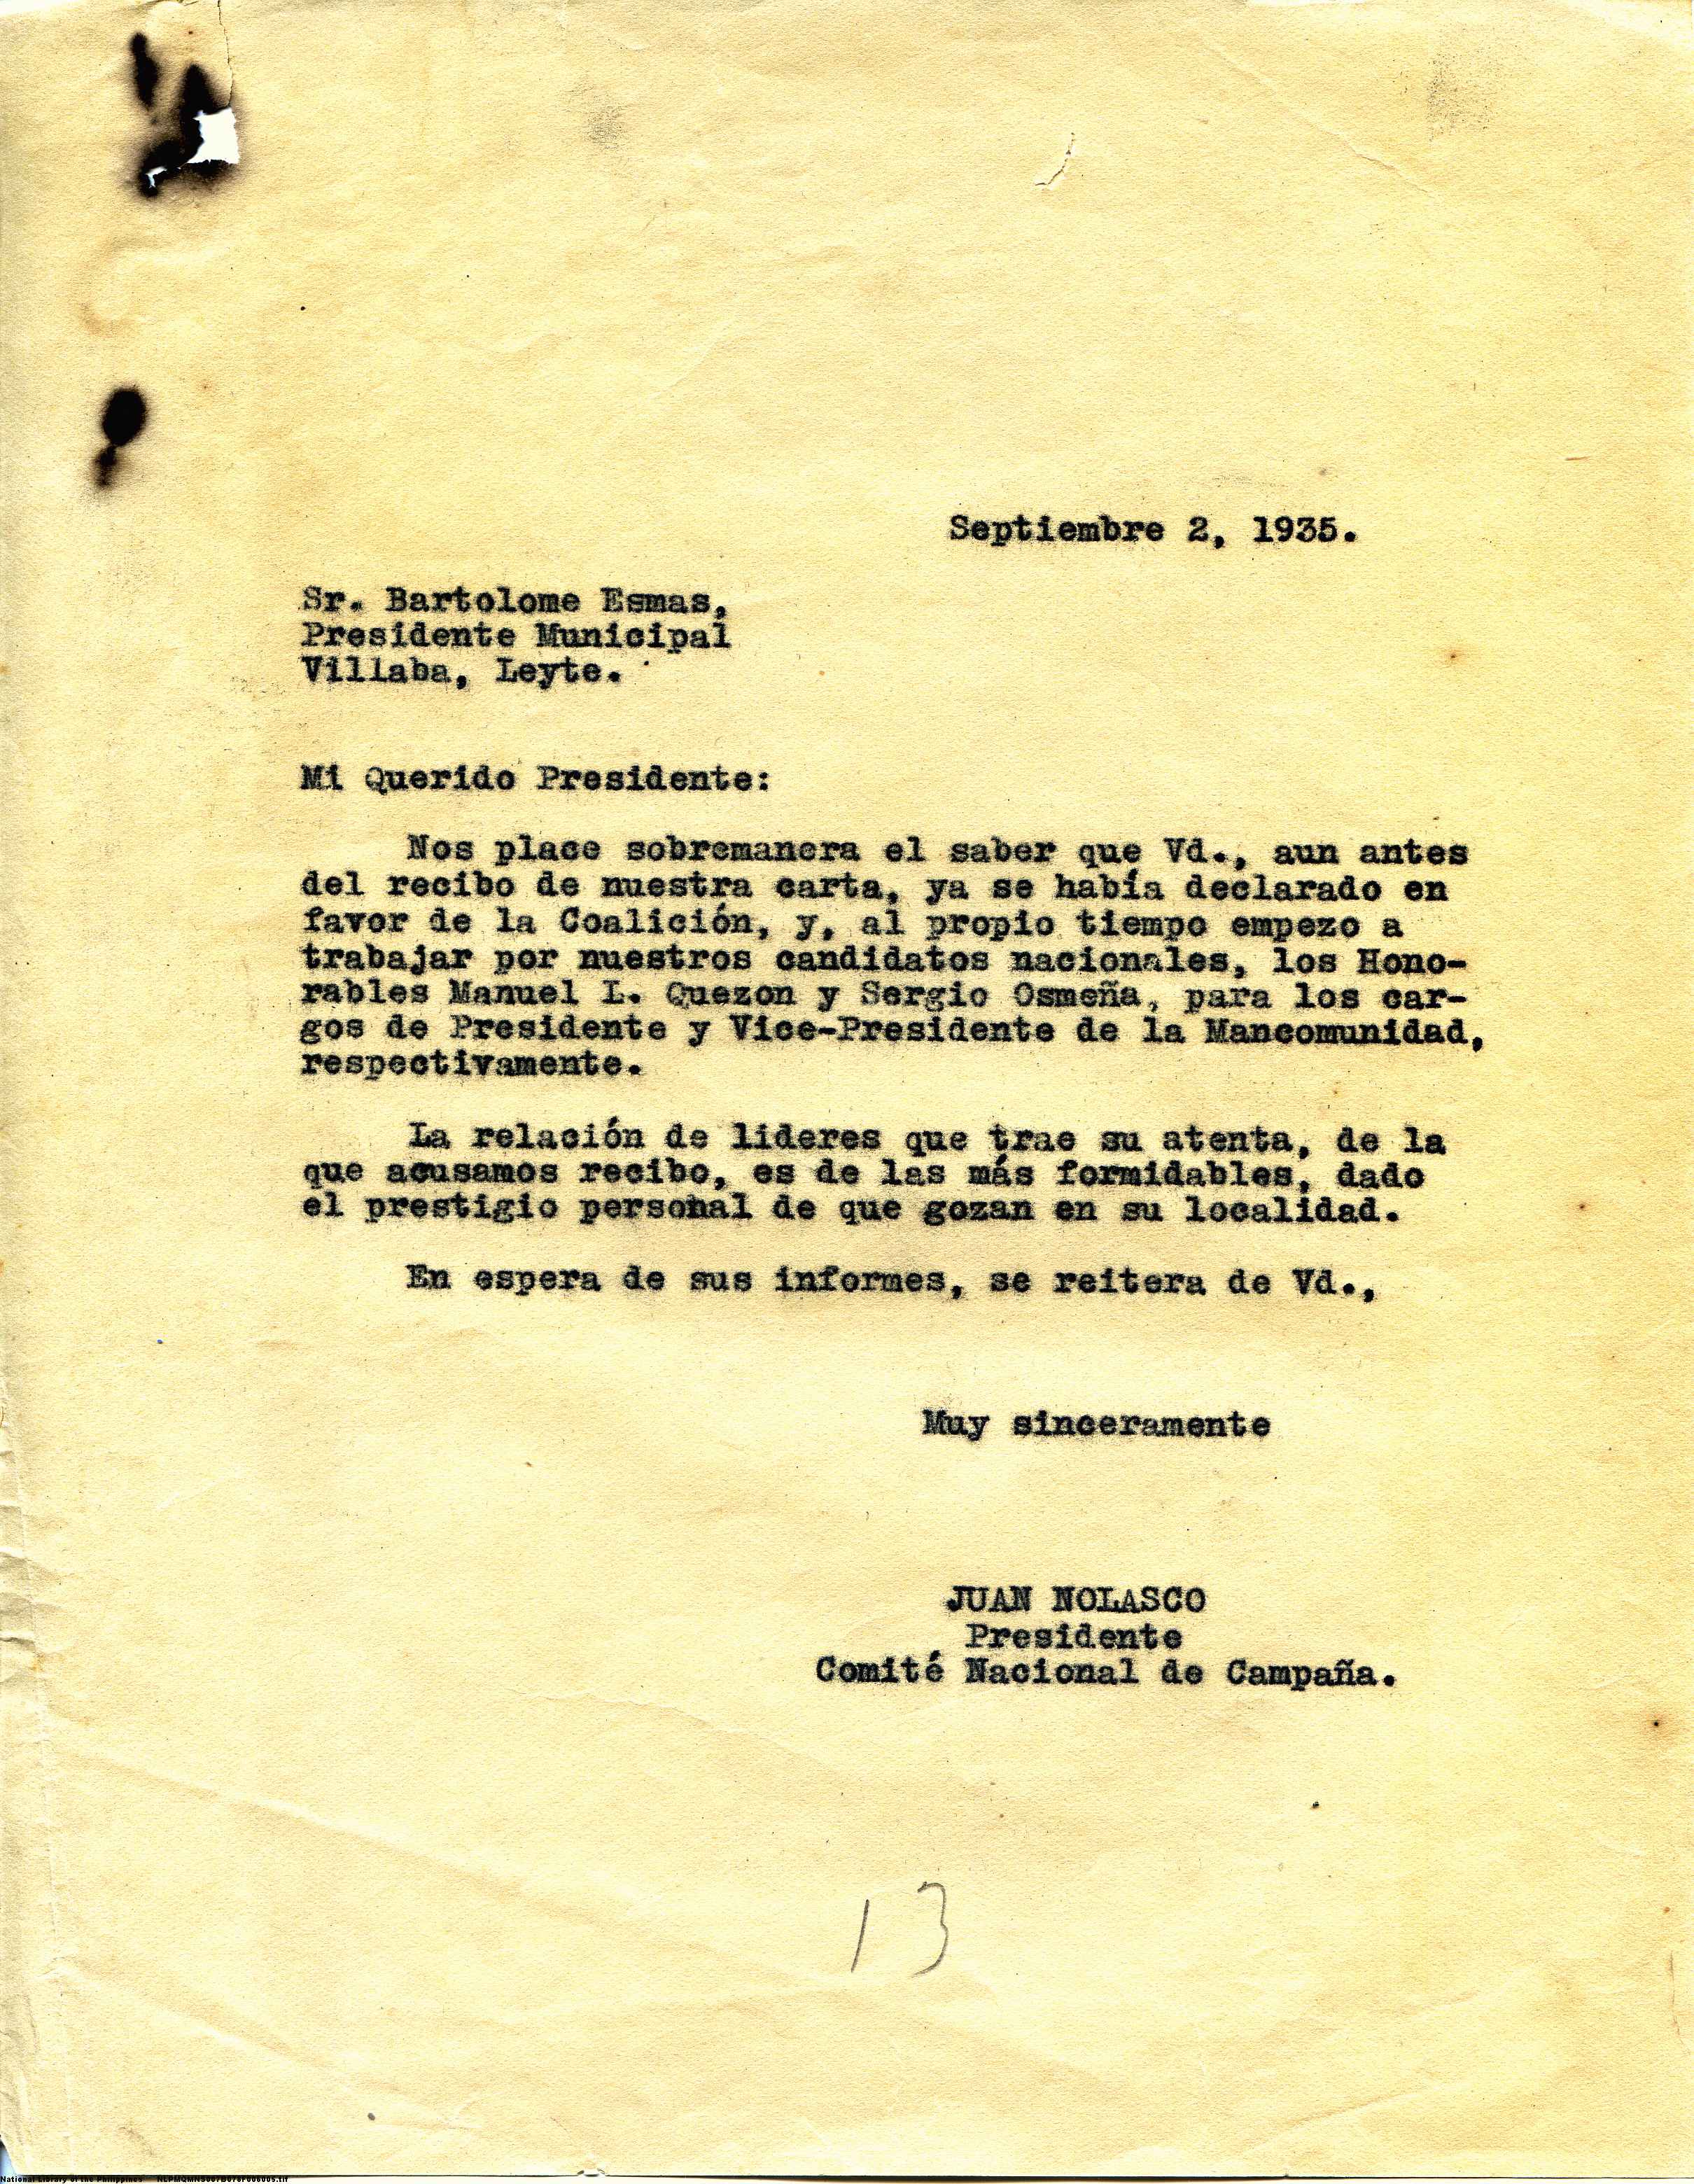 Septiembre 2, 1935.
Sr. Bartolome Esmas,
Presidente Municipal
Villaba, Leyte.
Mi Querido Presidente:
Nos place sobremanera el saber que Vd., aun antes
del recibo de nuestra carta, ya se había declarado en
favor de la Coalición, y, al propio tiempo empezo a
trabajar por nuestros candidatos nacionales, los Hono-
rables Manuel L. Quezon y Sergio Osmeña, para los car-
gos de Presidente y Vice-Presidente de la Mancomunidad,
respectivamente.
La relación de lideres que trae su atenta, de la
que acusamos recibo, es de las más formidables, dado
el prestigio personal de que gozan en su localidad.
En espera de sus informes, se reitera de Vd.,
Muy sinceramente
JUAN NOLASCO
Presidente
Comité Nacional de Campaña.
13
National Library of the Philippines